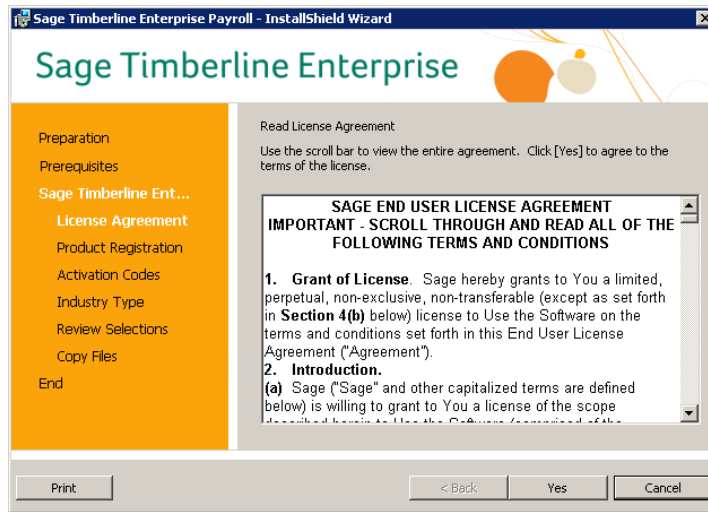 Sage Timberline Enterprise Payroll - InstallShield Wizard
Sage Timberline Enterprise
Preparation
Prerequisites
Sage Timberline Ent...
License Agreement
Product Registration
Activation Codes
Industry Type
Review Selections
Copy Files
End
Read License Agreement
Use the scroll bar to view the entire agreement. Click [Yes] to agree to the
terms of the license.
SAGE END USER LICENSE AGREEMENT
IMPORTANT - SCROLL THROUGH AND READ ALL OF THE
FOLLOWING TERMS AND CONDITIONS
1. Grant of License. Sage hereby grants to You a limited,
perpetual, non-exclusive, non-transferable (except as set forth
in Section 4(b) below) license to Use the Software on the
terms and conditions set forth in this End User License
Agreement ("Agreement").
2. Introduction.
(a) Sage ("Sage" and other capitalized terms are defined
below) is willing to grant to You a license of the scope
Print
< Back
Yes
Cancel